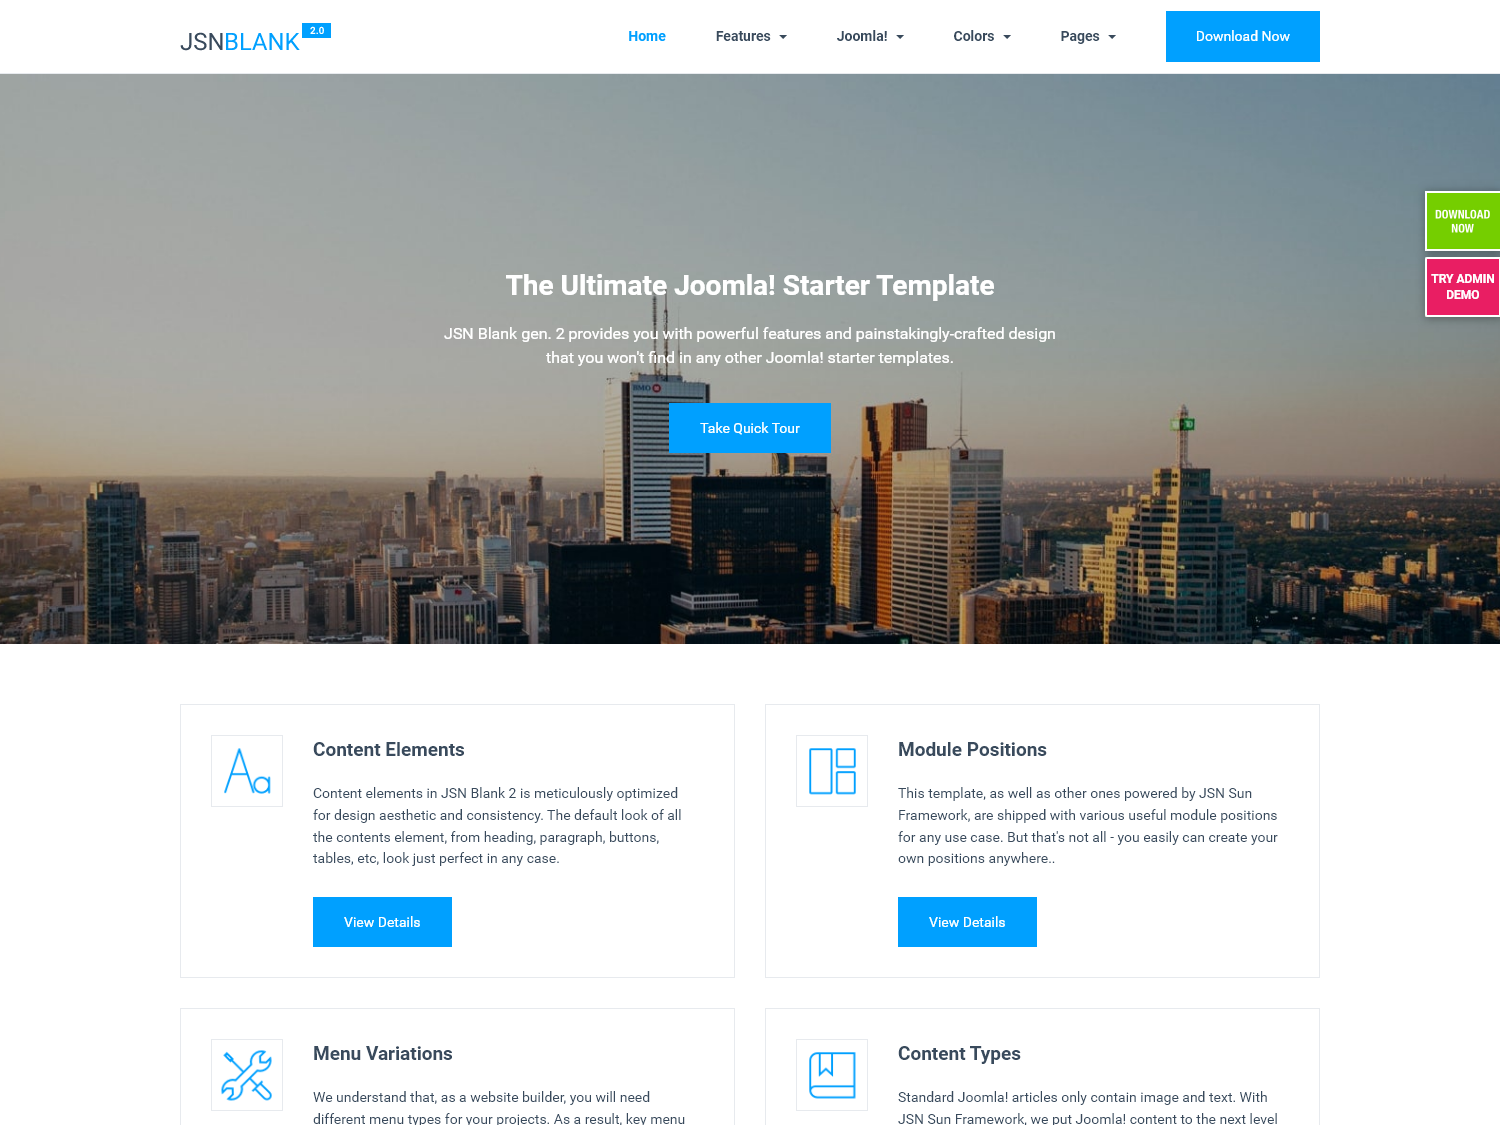 JSNBLANK 2.0
Home Features Joomla! Colors Pages Download Now
DOWNLOAD
NOW
TRY ADMIN
DEMO
The Ultimate Joomla! Starter Template
JSN Blank gen. 2 provides you with powerful features and painstakingly-crafted design
that you won't find in any other Joomla! starter templates.
BMO
Take Quick Tour
Aa
Content Elements
Content elements in JSN Blank 2 is meticulously optimized
for design aesthetic and consistency. The default look of all
the contents element, from heading, paragraph, buttons,
tables, etc, look just perfect in any case.
View Details
Module Positions
This template, as well as other ones powered by JSN Sun
Framework, are shipped with various useful module positions
for any use case. But that's not all - you easily can create your
own positions anywhere..
View Details
Menu Variations
We understand that, as a website builder, you will need
different menu types for your projects. As a result, key menu
Content Types
Standard Joomla! articles only contain image and text. With
JSN Sun Framework, we put Joomla! content to the next level